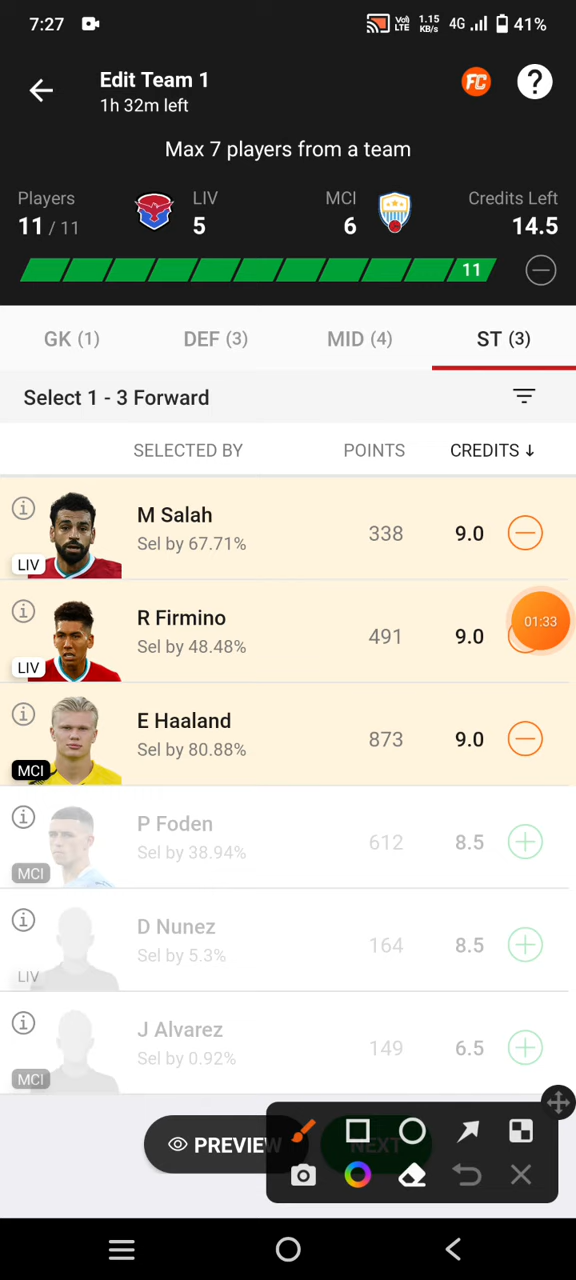 7:27 Vo) LTE 1.15 KB/s 4G 41%
Edit Team 1
1h 32m left
FC ?
Max 7 players from a team
Players LIV MCI Credits Left
11 / 11 5 6 14.5
11
GK (1) DEF (3) MID (4) ST (3)
Select 1 - 3 Forward
SELECTED BY POINTS CREDITS ↓
M Salah
Sel by 67.71%
338 9.0
LIV
R Firmino
Sel by 48.48%
491 9.0
01:33
LIV
E Haaland
Sel by 80.88%
873 9.0
MCI
P Foden
Sel by 38.94%
612 8.5
MCI
D Nunez
Sel by 5.3%
164 8.5
LIV
J Alvarez
Sel by 0.92%
149 6.5
MCI
PREVIEW NEXT